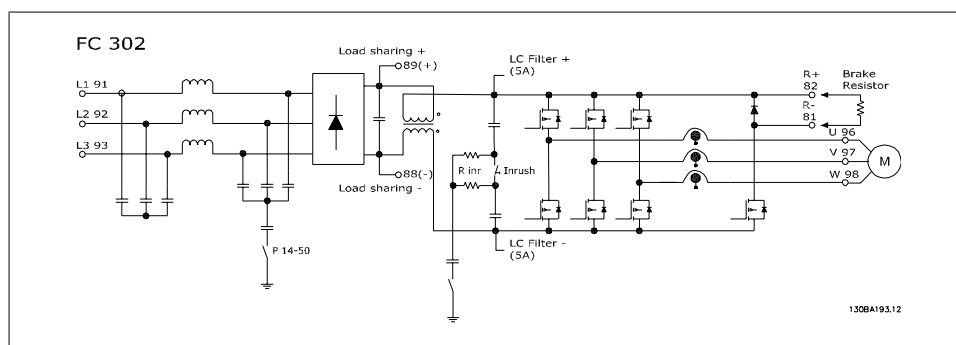 FC 302
Load sharing +
89(+)
LC Filter +
(5A)
R+
82
Brake
Resistor
L1 91
L2 92
R-
81
U 96
L3 93
V 97
M
R inr
Inrush
W 98
88(-)
Load sharing -
P 14-50
LC Filter -
(5A)
130BA193.12